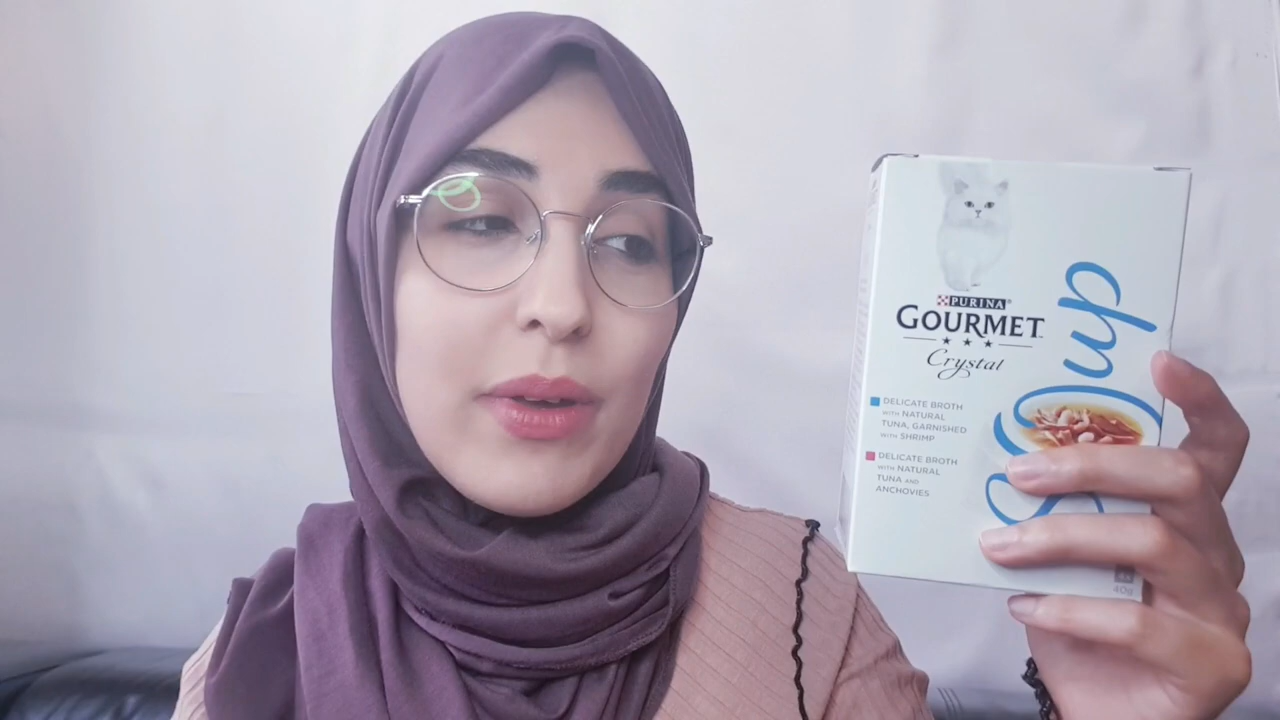 PURINA®
GOURMET™
Crystal
Soup
DELICATE BROTH
WITH NATURAL
TUNA, GARNISHED
WITH SHRIMP
DELICATE BROTH
WITH NATURAL
TUNA AND
ANCHOVIES
40g